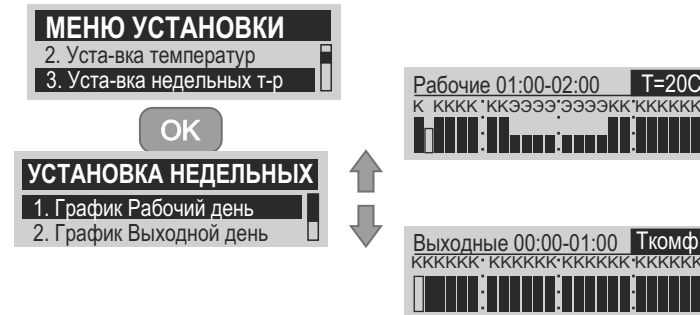 МЕНЮ УСТАНОВКИ
2. Уста-вка температур
3. Уста-вка недельных т-р
OK
УСТАНОВКА НЕДЕЛЬНЫХ
1. График Рабочий день
2. График Выходной день
Рабочие 01:00-02:00 Т=20С
К КККК КKЭЭЭЭ ЭЭЭЭКК КККККК
Выходные 00:00-01:00 Ткомф
КККККК КККККК КККККК КККККК